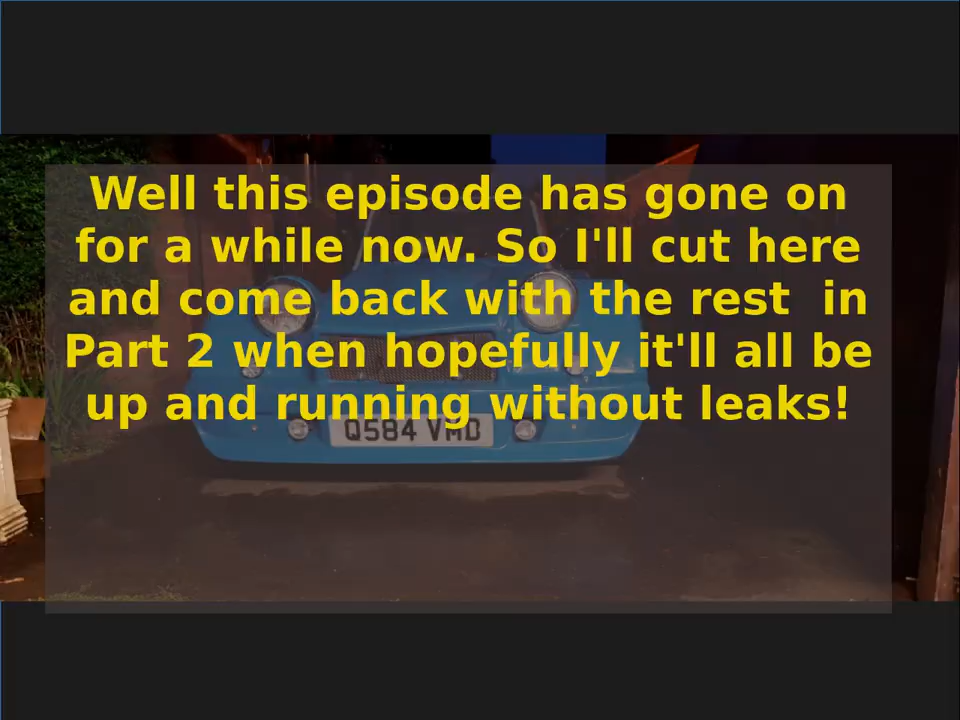 Well this episode has gone on
for a while now. So I'll cut here
and come back with the rest  in
Part 2 when hopefully it'll all be
up and running without leaks!
Q584 VMD